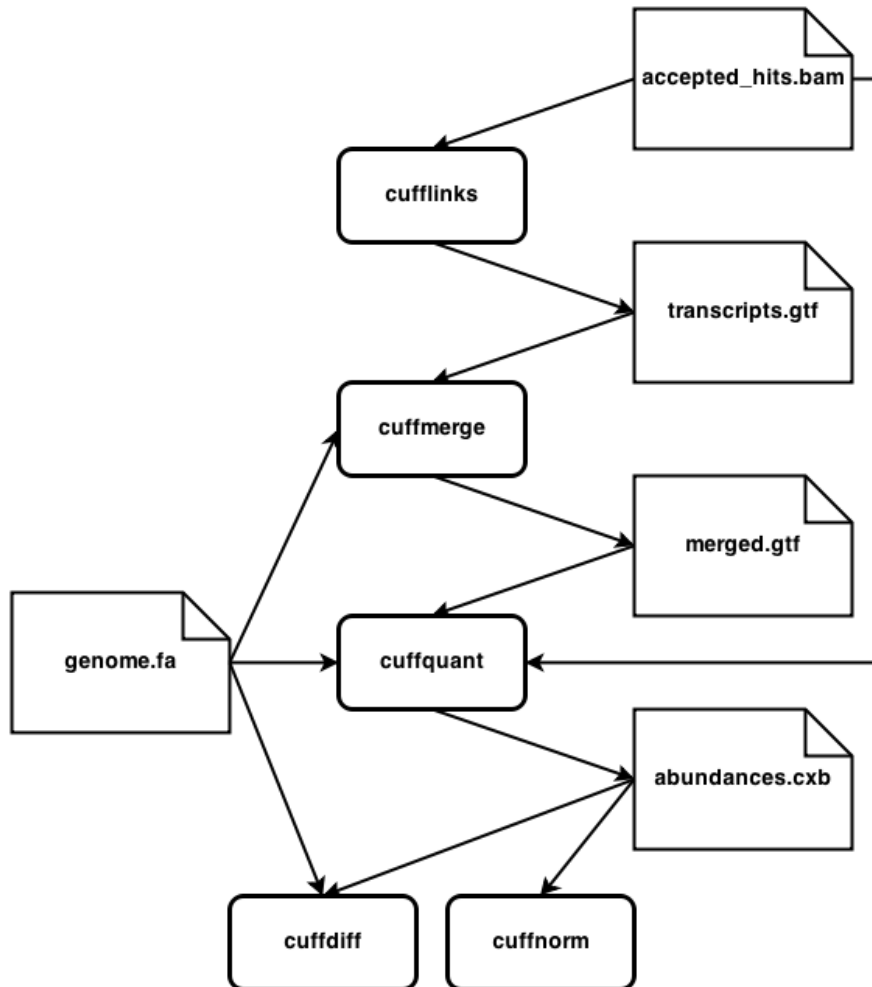 accepted_hits.bam
cufflinks
transcripts.gtf
cuffmerge
merged.gtf
genome.fa
cuffquant
abundances.cxb
cuffdiff
cuffnorm